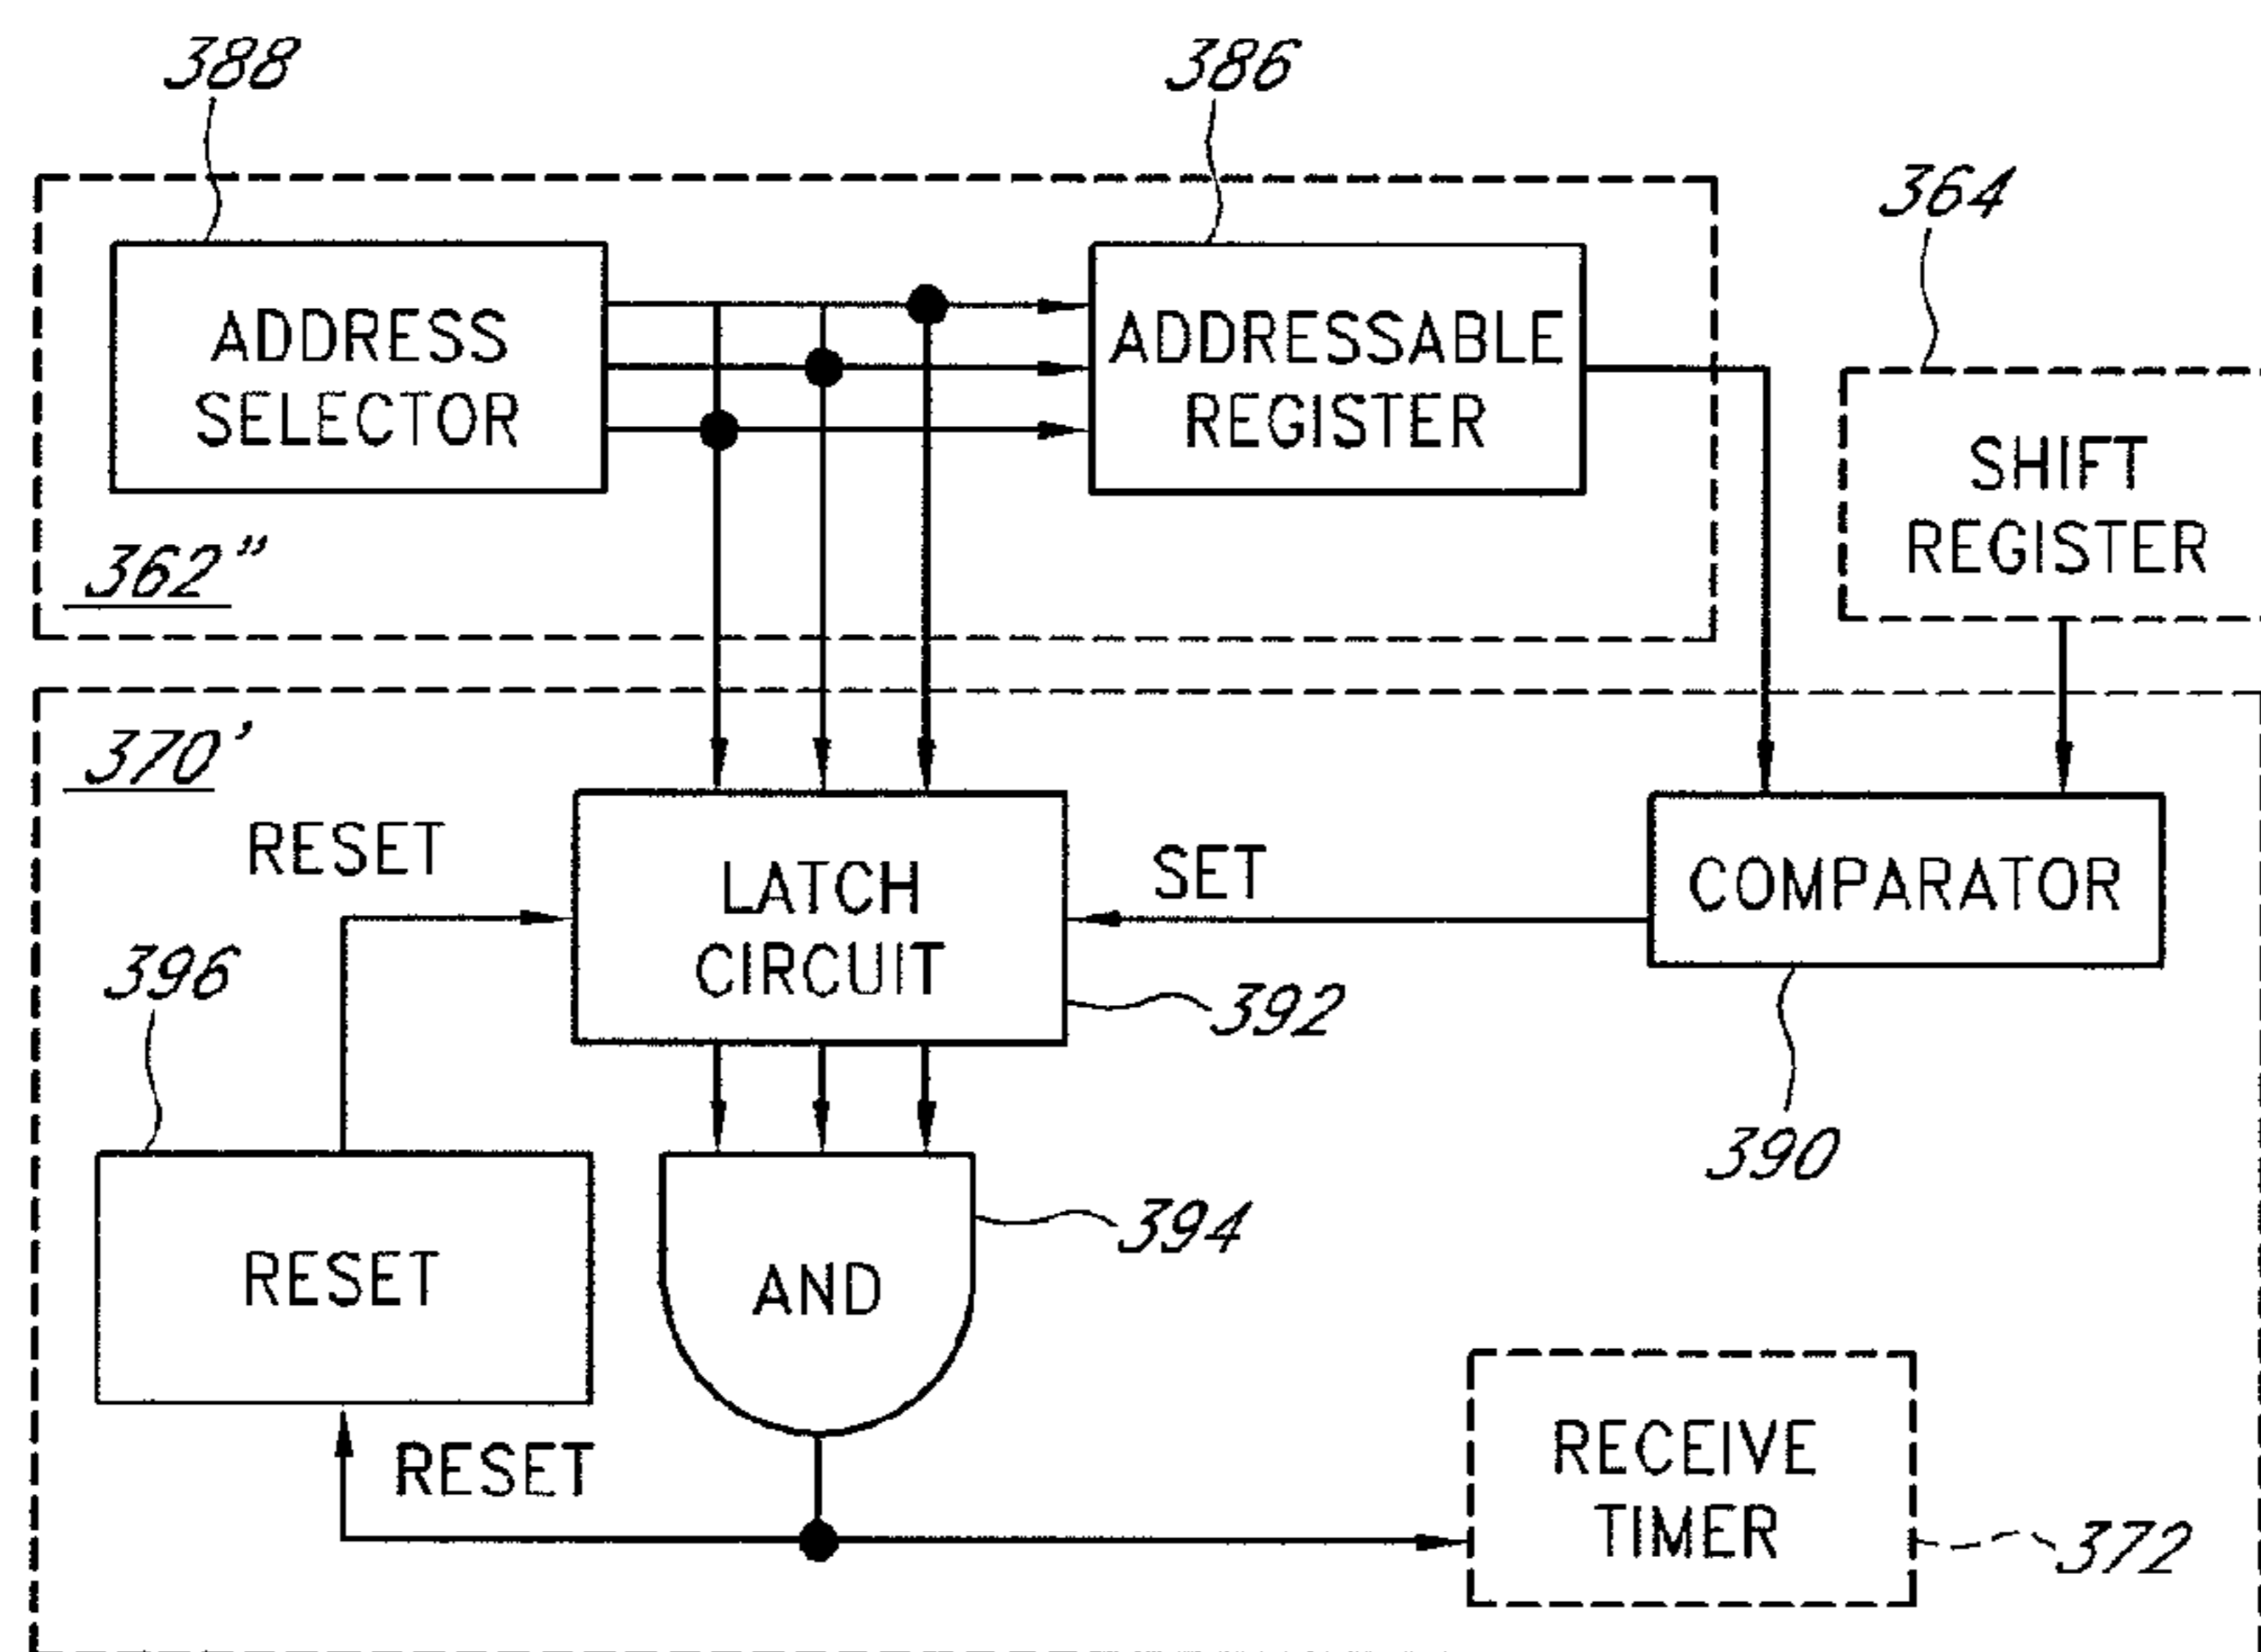 388
386
364
ADDRESS
SELECTOR
ADDRESSABLE
REGISTER
SHIFT
REGISTER
362"
370'
RESET
LATCH
CIRCUIT
SET
COMPARATOR
396
392
390
394
RESET
AND
RESET
RECEIVE
TIMER
372